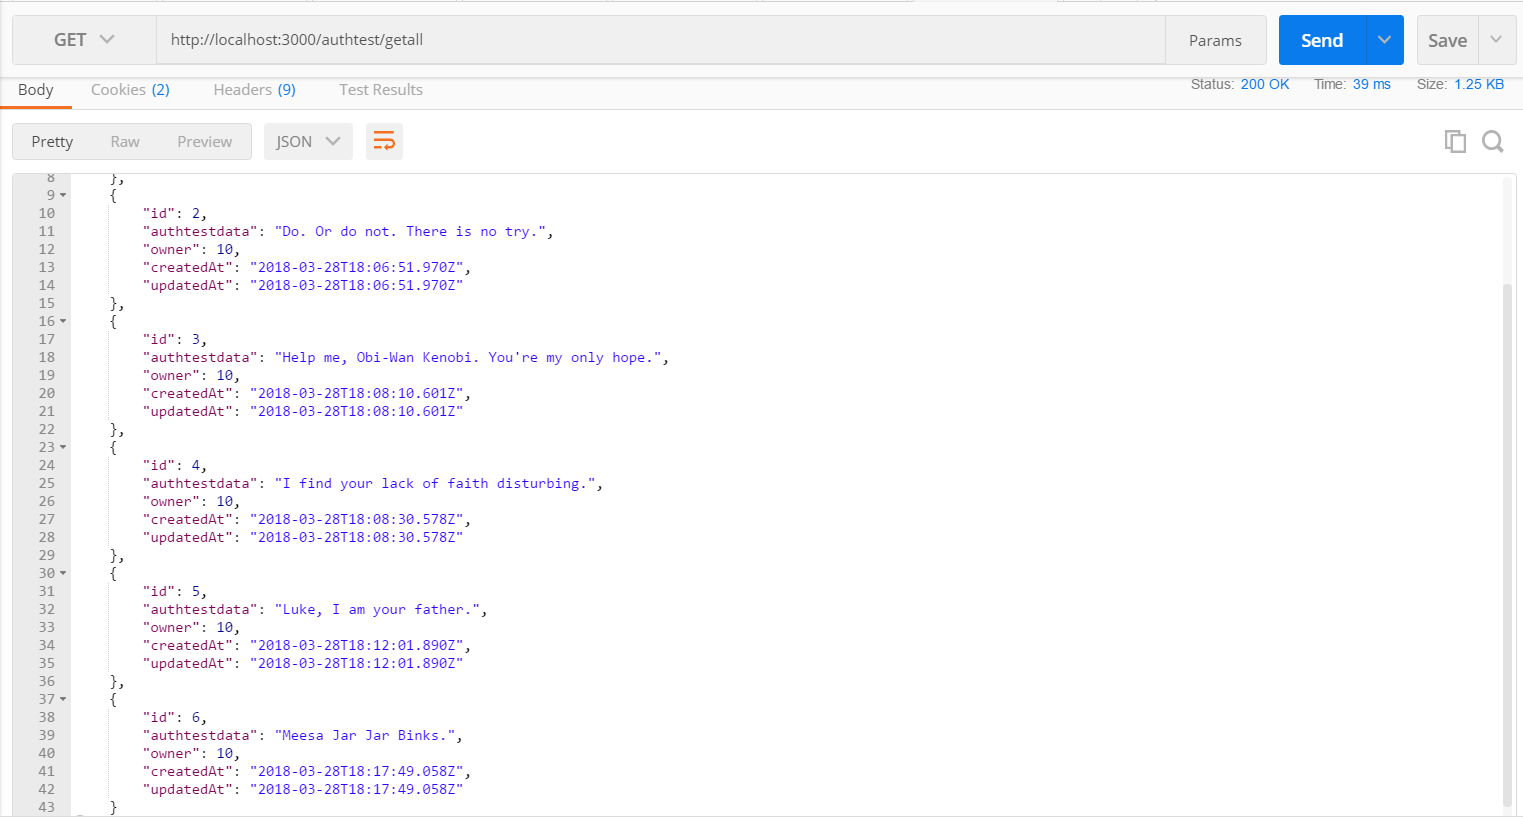 GET http://localhost:3000/authtest/getall Params Send Save
Body Cookies (2) Headers (9) Test Results Status: 200 OK Time: 39 ms Size: 1.25 KB
Pretty Raw Preview JSON
8 },
9 {
10 "id": 2,
11 "authtestdata": "Do. Or do not. There is no try.",
12 "owner": 10,
13 "createdAt": "2018-03-28T18:06:51.970Z",
14 "updatedAt": "2018-03-28T18:06:51.970Z"
15 },
16 {
17 "id": 3,
18 "authtestdata": "Help me, Obi-Wan Kenobi. You're my only hope.",
19 "owner": 10,
20 "createdAt": "2018-03-28T18:08:10.601Z",
21 "updatedAt": "2018-03-28T18:08:10.601Z"
22 },
23 {
24 "id": 4,
25 "authtestdata": "I find your lack of faith disturbing.",
26 "owner": 10,
27 "createdAt": "2018-03-28T18:08:30.578Z",
28 "updatedAt": "2018-03-28T18:08:30.578Z"
29 },
30 {
31 "id": 5,
32 "authtestdata": "Luke, I am your father.",
33 "owner": 10,
34 "createdAt": "2018-03-28T18:12:01.890Z",
35 "updatedAt": "2018-03-28T18:12:01.890Z"
36 },
37 {
38 "id": 6,
39 "authtestdata": "Meesa Jar Jar Binks.",
40 "owner": 10,
41 "createdAt": "2018-03-28T18:17:49.058Z",
42 "updatedAt": "2018-03-28T18:17:49.058Z"
43 }